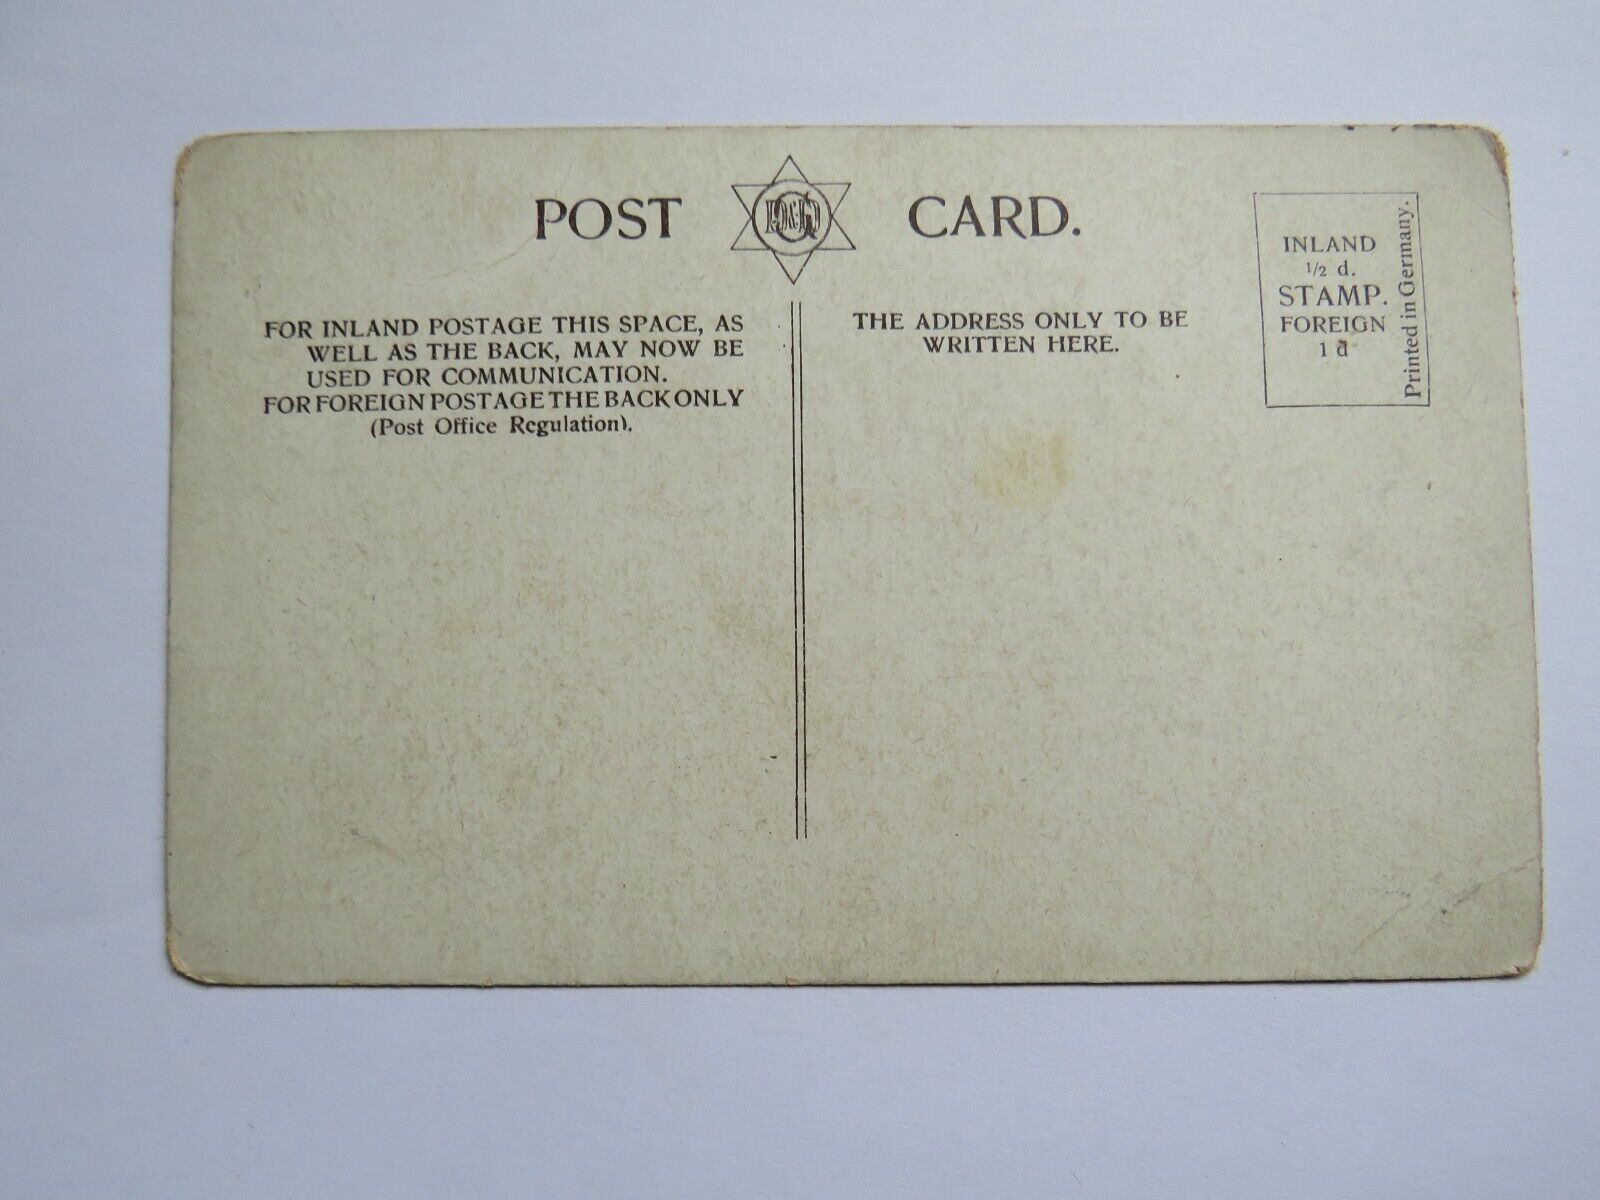 POST CARD.
FOR INLAND POSTAGE THIS SPACE, AS
WELL AS THE BACK, MAY NOW BE
USED FOR COMMUNICATION.
FOR FOREIGN POSTAGE THE BACK ONLY
(Post Office Regulation).
THE ADDRESS ONLY TO BE
WRITTEN HERE.
INLAND
1/2 d.
STAMP.
FOREIGN
1 d
Printed in Germany.